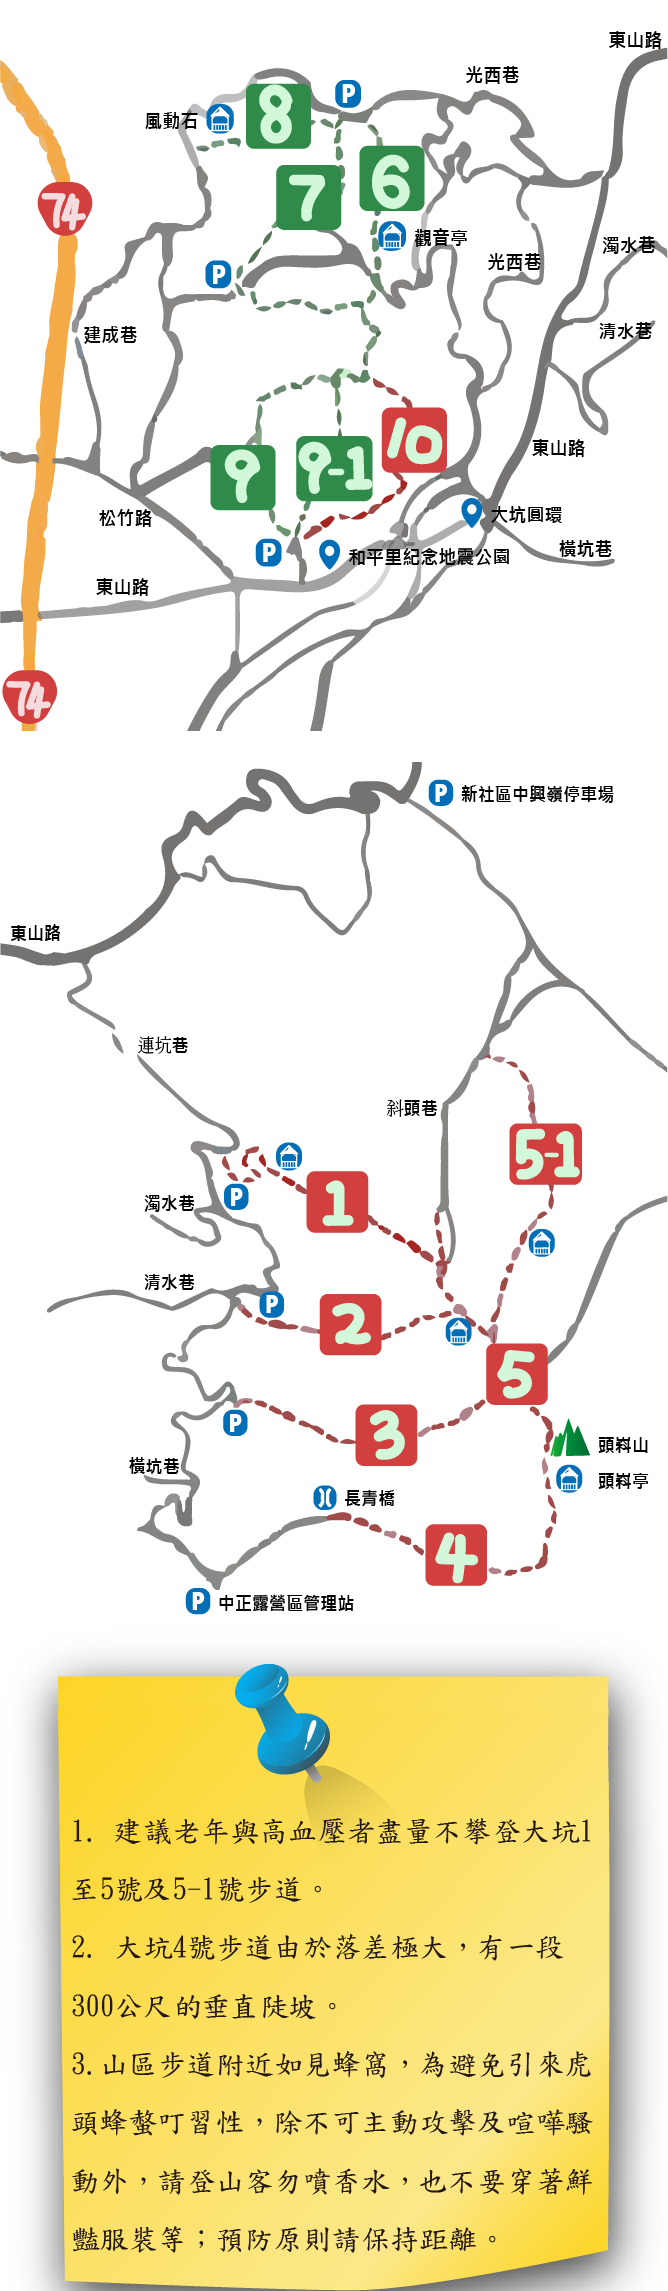 東山路
光西巷
P
風動石
8
6
7
74
觀音亭
濁水巷
光西巷
P
清水巷
建成巷
10
東山路
9
9-1
松竹路
大坑圓環
P
和平里紀念地震公園
橫坑巷
東山路
74
P 新社區中興嶺停車場
東山路
連坑巷
斜頭巷
5-1
1
P
濁水巷
清水巷
P
2
5
P
3
頭嵙山
橫坑巷
頭嵙亭
長青橋
4
P 中正露營區管理站
1. 建議老年與高血壓者盡量不攀登大坑1
至5號及5-1號步道。
2. 大坑4號步道由於落差極大，有一段
300公尺的垂直陡坡。
3.山區步道附近如見蜂窩，為避免引來虎
頭蜂螫叮習性，除不可主動攻擊及喧嘩騷
動外，請登山客勿噴香水，也不要穿著鮮
豔服裝等；預防原則請保持距離。